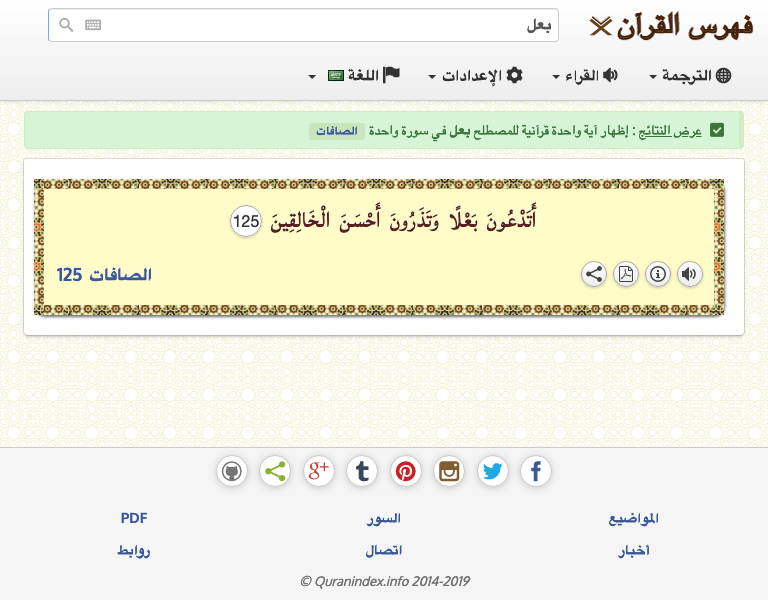 فهرس القرآن
بعل
الترجمة القراء الإعدادات اللغة
عرض النتائج : إظهار آية واحدة قرآنية للمصطلح بعل في سورة واحدة الصافات
أَتَدْعُونَ بَعْلًا وَتَذَرُونَ أَحْسَنَ الْخَالِقِينَ 125
الصافات 125
المواضيع السور PDF
أخبار اتصال روابط
© Quranindex.info 2014-2019